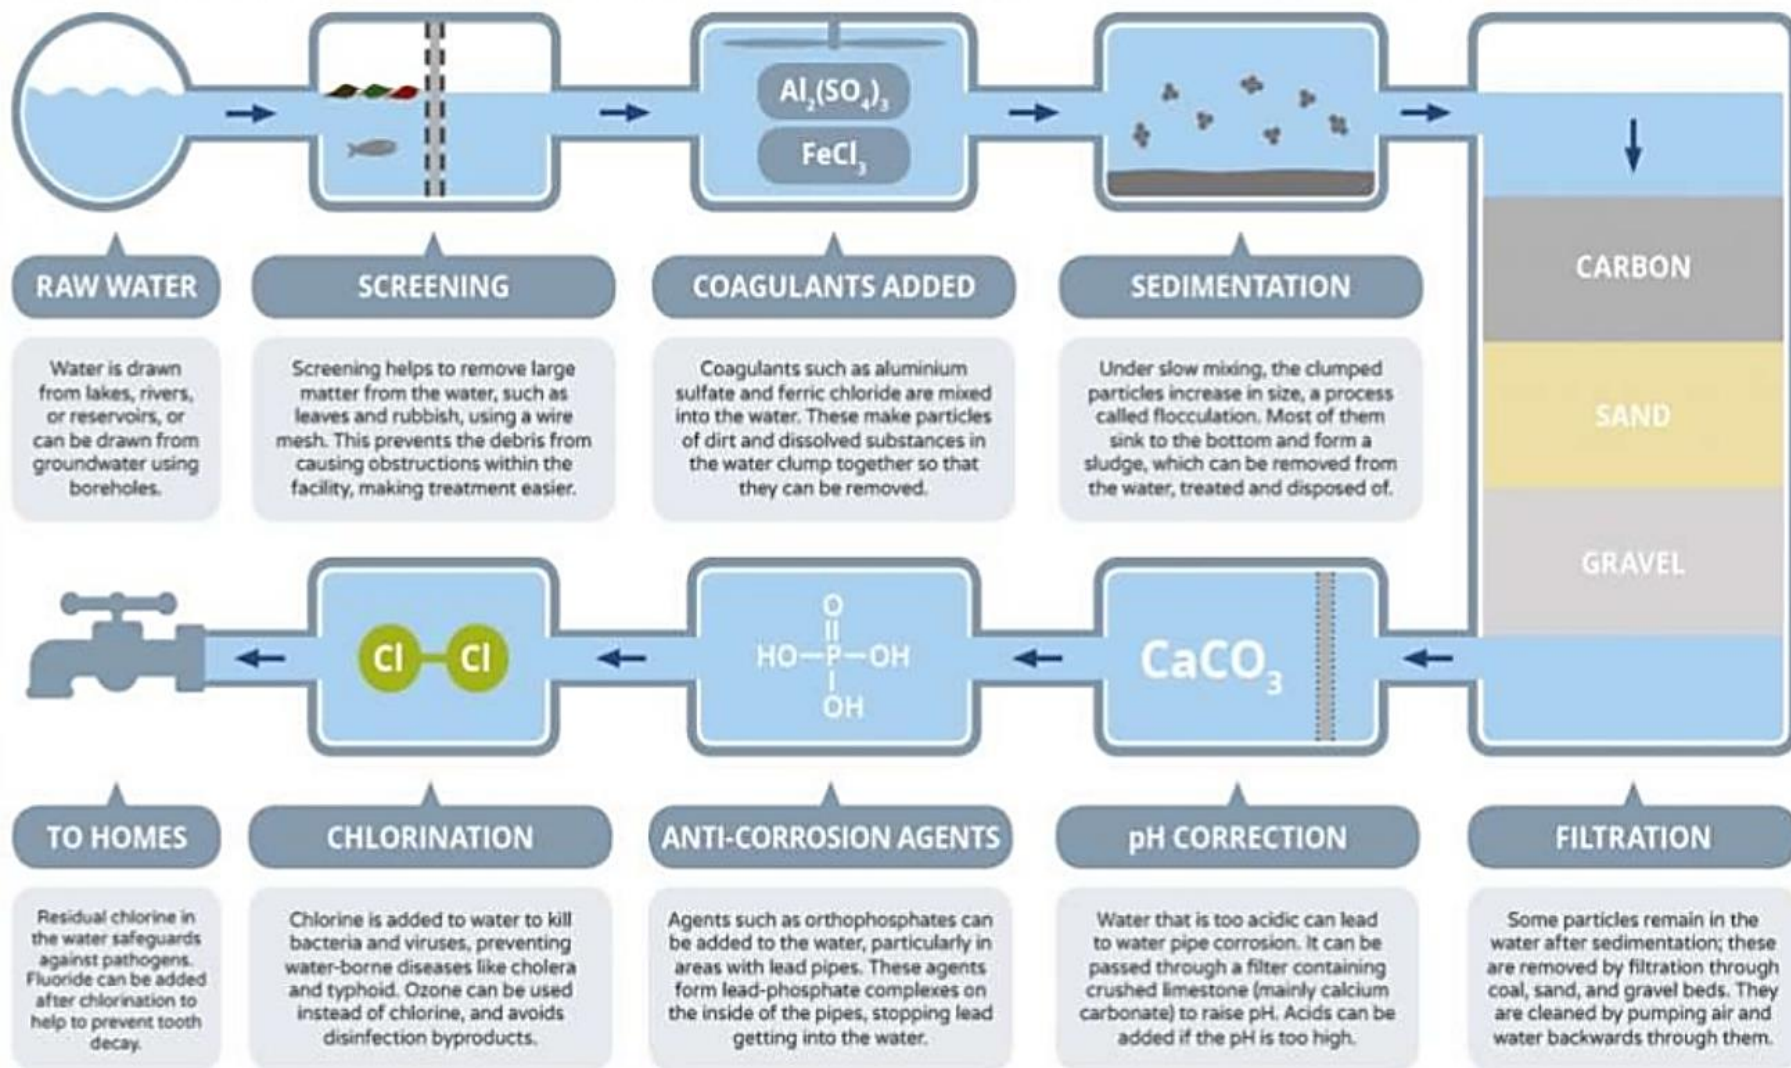 Al₂(SO₄)₃
FeCl₃
CARBON
SAND
GRAVEL
RAW WATER
Water is drawn
from lakes, rivers,
or reservoirs, or
can be drawn from
groundwater using
boreholes.
SCREENING
Screening helps to remove large
matter from the water, such as
leaves and rubbish, using a wire
mesh. This prevents the debris from
causing obstructions within the
facility, making treatment easier.
COAGULANTS ADDED
Coagulants such as aluminium
sulfate and ferric chloride are mixed
into the water. These make particles
of dirt and dissolved substances in
the water clump together so that
they can be removed.
SEDIMENTATION
Under slow mixing, the clumped
particles increase in size, a process
called flocculation. Most of them
sink to the bottom and form a
sludge, which can be removed from
the water, treated and disposed of.
Cl Cl
O
HO P OH
OH
CaCO₃
TO HOMES
Residual chlorine in
the water safeguards
against pathogens.
Fluoride can be added
after chlorination to
help to prevent tooth
decay.
CHLORINATION
Chlorine is added to water to kill
bacteria and viruses, preventing
water-borne diseases like cholera
and typhoid. Ozone can be used
instead of chlorine, and avoids
disinfection byproducts.
ANTI-CORROSION AGENTS
Agents such as orthophosphates can
be added to the water, particularly in
areas with lead pipes. These agents
form lead-phosphate complexes on
the inside of the pipes, stopping lead
getting into the water.
pH CORRECTION
Water that is too acidic can lead
to water pipe corrosion. It can be
passed through a filter containing
crushed limestone (mainly calcium
carbonate) to raise pH. Acids can be
added if the pH is too high.
FILTRATION
Some particles remain in the
water after sedimentation; these
are removed by filtration through
coal, sand, and gravel beds. They
are cleaned by pumping air and
water backwards through them.